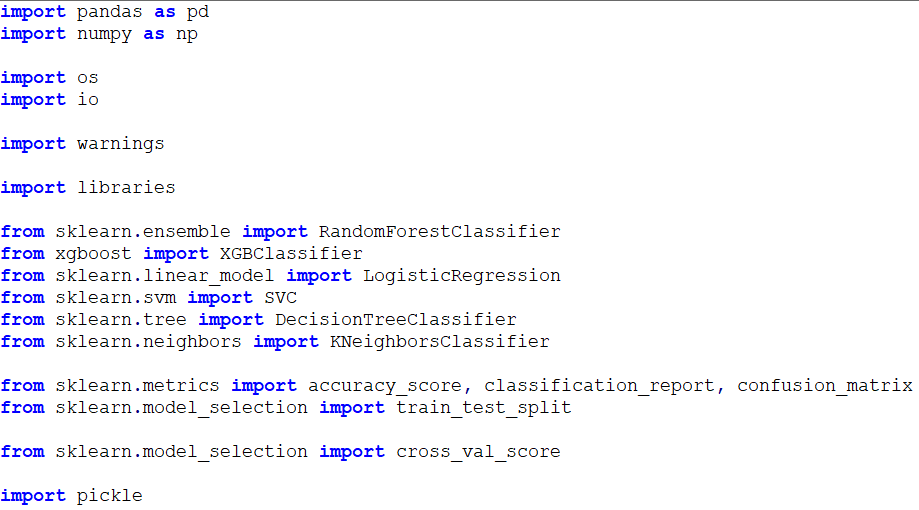 import pandas as pd
import numpy as np
import os
import io
import warnings
import libraries
from sklearn.ensemble import RandomForestClassifier
from xgboost import XGBClassifier
from sklearn.linear_model import LogisticRegression
from sklearn.svm import SVC
from sklearn.tree import DecisionTreeClassifier
from sklearn.neighbors import KNeighborsClassifier
from sklearn.metrics import accuracy_score, classification_report, confusion_matrix
from sklearn.model_selection import train_test_split
from sklearn.model_selection import cross_val_score
import pickle